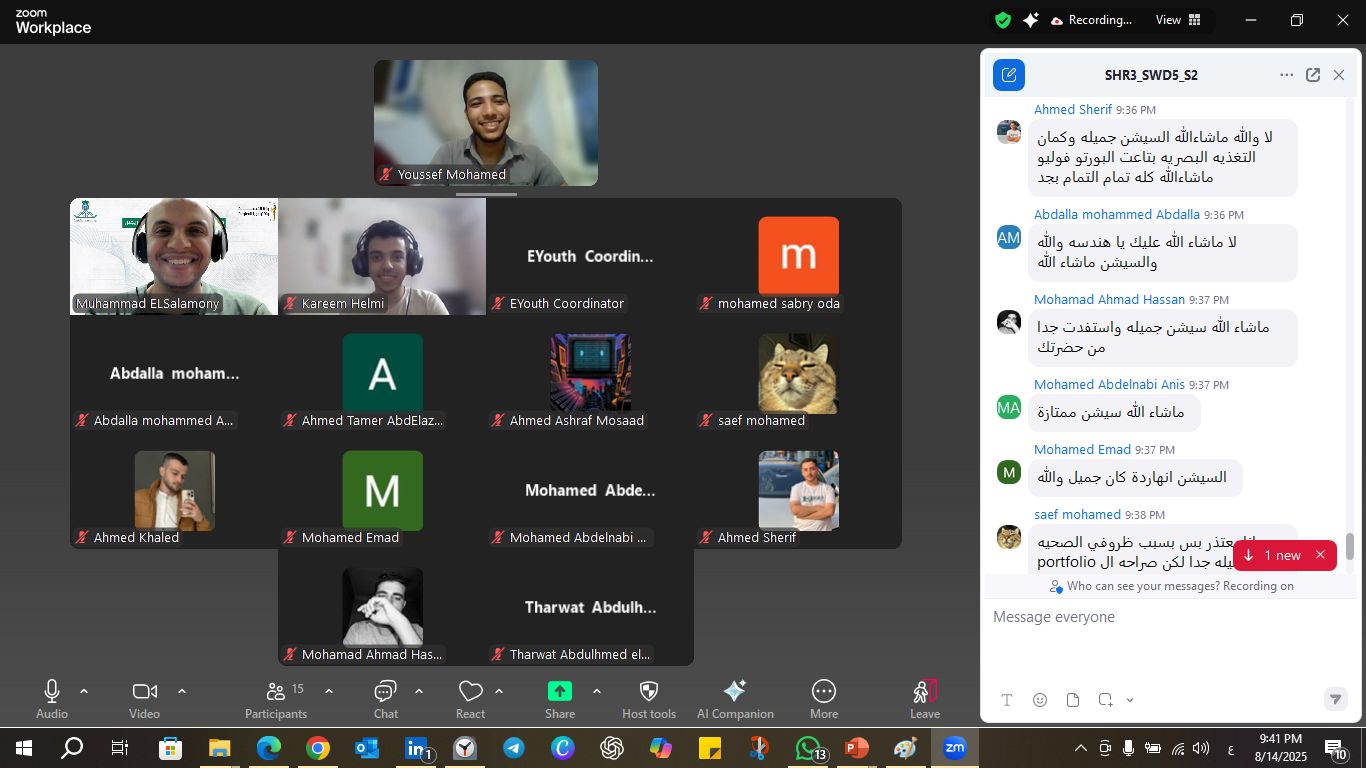 zoom
Workplace
Recording...
View
Youssef Mohamed
Muhammad ELSalamony
Kareem Helmi
EYouth Coordin...
EYouth Coordinator
m
mohamed sabry oda
Abdalla moham...
Abdalla mohammed A...
A
Ahmed Tamer AbdElaz...
Ahmed Ashraf Mosaad
saef mohamed
Ahmed Khaled
M
Mohamed Emad
Mohamed Abde...
Mohamed Abdelnabi ...
Ahmed Sherif
Mohamad Ahmad Has...
Tharwat Abdulh...
Tharwat Abdulhmed el...
Audio
Video
15
Participants
Chat
React
Share
Host tools
AI Companion
More
Leave
SHR3_SWD5_S2
Ahmed Sherif 9:36 PM
لا والله ماشاءالله السيشن جميله وكمان
التغذيه البصريه بتاعت البورتو فوليو
ماشاءالله كله تمام التمام بجد
Abdalla mohammed Abdalla 9:36 PM
AM
لا ماشاء الله عليك يا هندسه والله
والسيشن ماشاء الله
Mohamad Ahmad Hassan 9:37 PM
ماشاء الله سيشن جميله واستفدت جدا
من حضرتك
Mohamed Abdelnabi Anis 9:37 PM
MA
ماشاء الله سيشن ممتازة
Mohamed Emad 9:37 PM
M
السيشن انهاردة كان جميل والله
saef mohamed 9:38 PM
معتذر بس بسبب ظروفي الصحيه
جدا لكن صراحه ال portfolio
1 new
Who can see your messages? Recording on
Message everyone
1
13
zm
ع
9:41 PM
8/14/2025
10